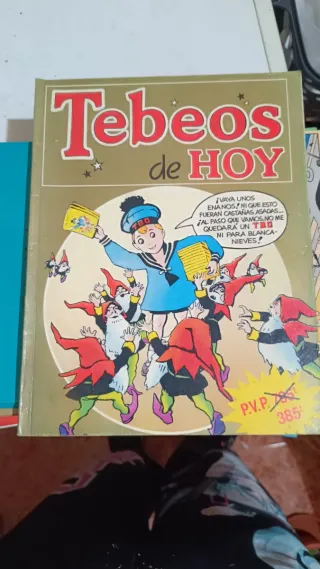 Tebeos
de HOY
¡VAYA UNOS
ENANOS! NI QUE ESTO
FUERAN CASTAÑAS ASADAS...
¡AL PASO QUE VAMOS, NO ME
QUEDARÁ UN TBO
NI PARA BLANCA-
NIEVES!
TBO
P.V.P.
385